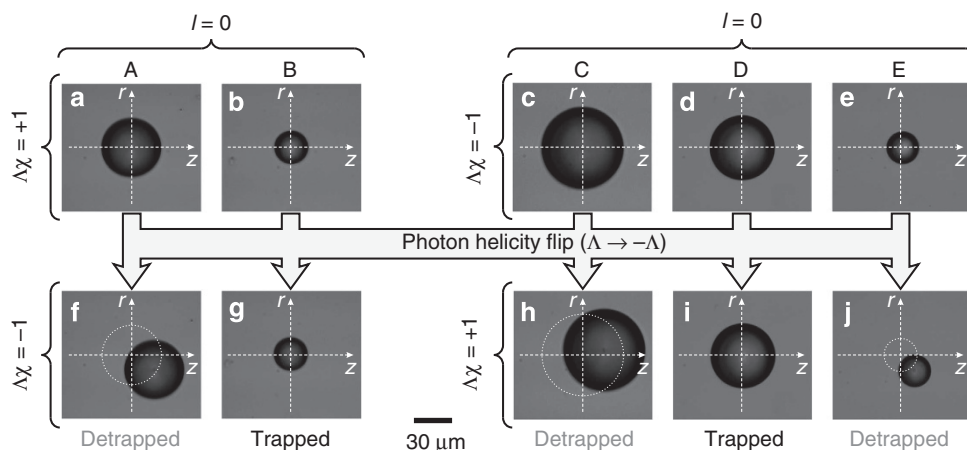 l = 0
l = 0
A
B
C
D
E
Λχ = +1
a
r
z
b
r
z
Λχ = −1
c
r
z
d
r
z
e
r
z
Photon helicity flip (Λ → −Λ)
Λχ = −1
f
r
z
g
r
z
Λχ = +1
h
r
z
i
r
z
j
r
z
Detrapped
Trapped
30 μm
Detrapped
Trapped
Detrapped